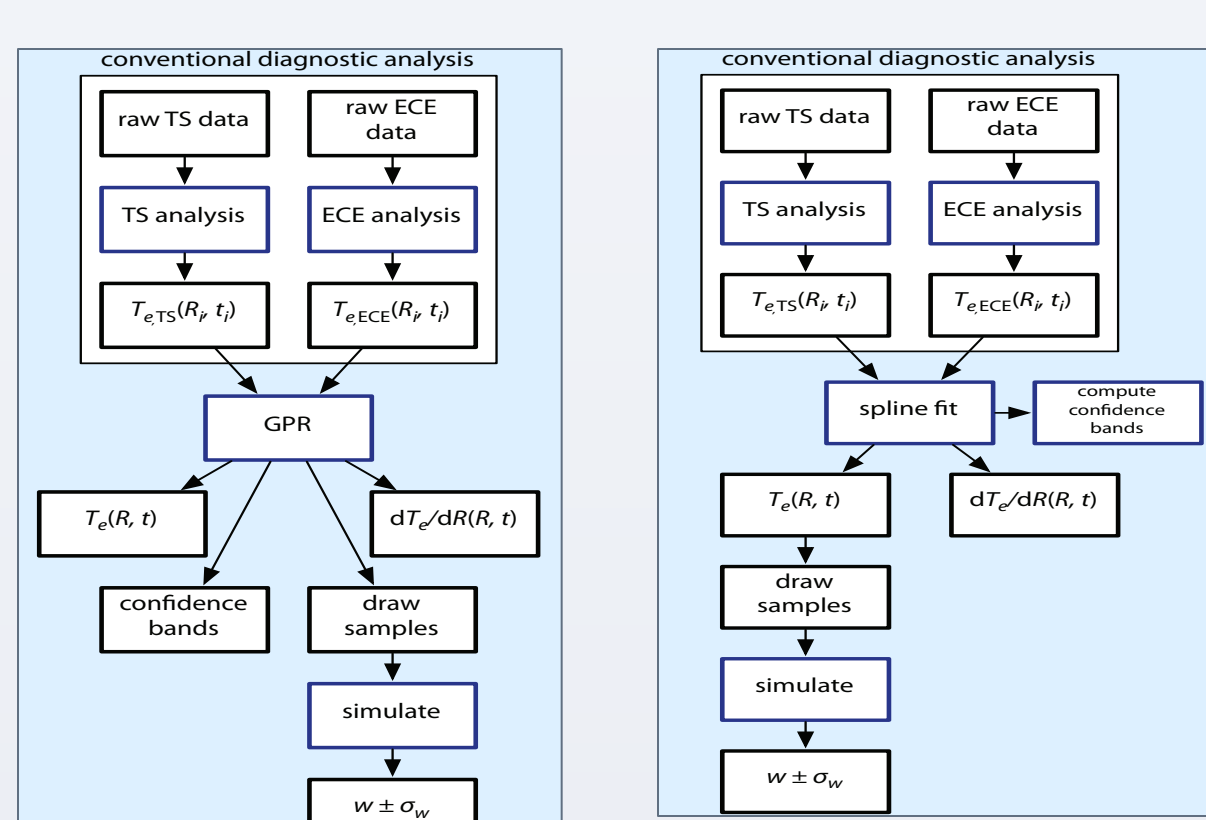 conventional diagnostic analysis
raw TS data
raw ECE
data
TS analysis
ECE analysis
Te,TS(Ri, ti)
Te,ECE(Ri, ti)
GPR
Te(R, t)
dTe/dR(R, t)
confidence
bands
draw
samples
simulate
w ± σw
conventional diagnostic analysis
raw TS data
raw ECE
data
TS analysis
ECE analysis
Te,TS(Ri, ti)
Te,ECE(Ri, ti)
spline fit
compute
confidence
bands
Te(R, t)
dTe/dR(R, t)
draw
samples
simulate
w ± σw